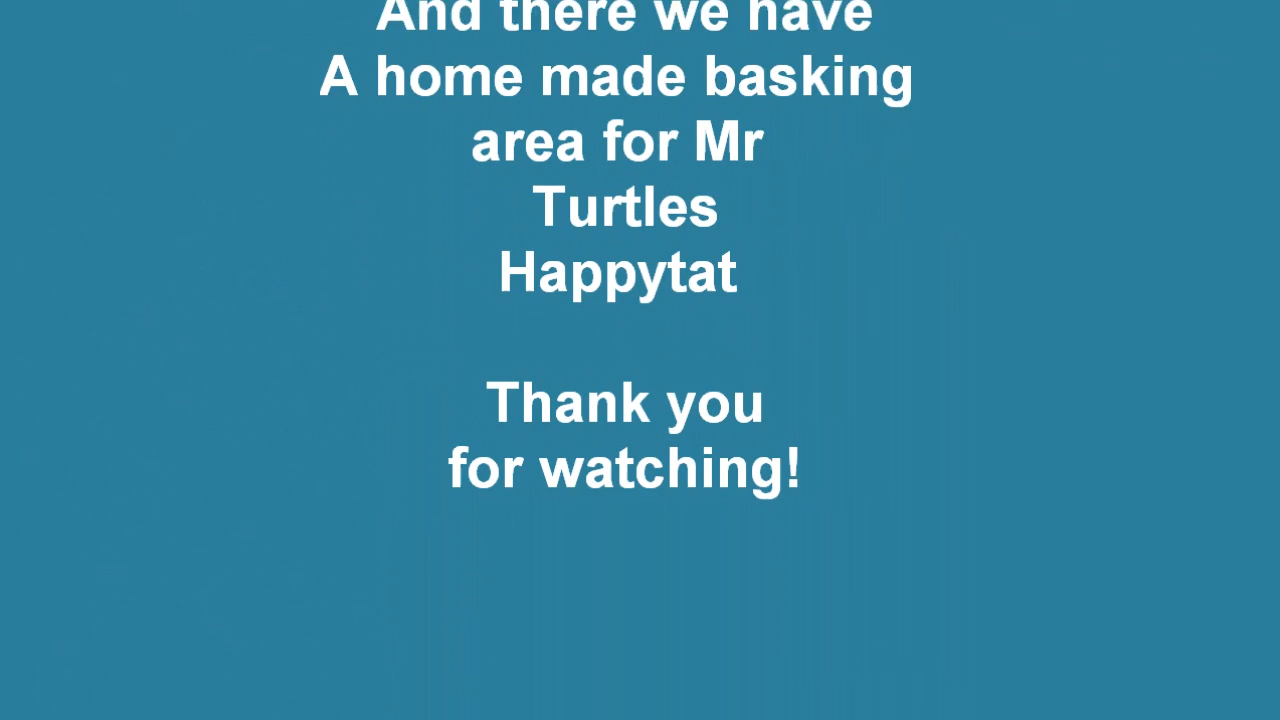 And there we have
A home made basking
area for Mr
Turtles
Happytat
Thank you
for watching!